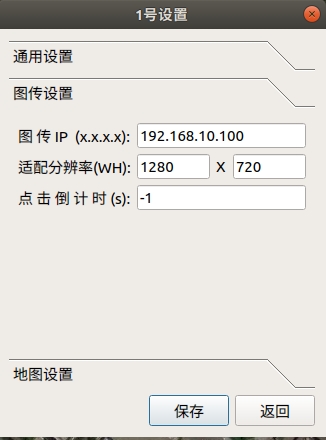 1号设置
通用设置
图传设置
图 传 IP (x.x.x.x): 192.168.10.100
适配分辨率(WH): 1280 X 720
点 击 倒 计 时 (s): -1
地图设置
保存 返回